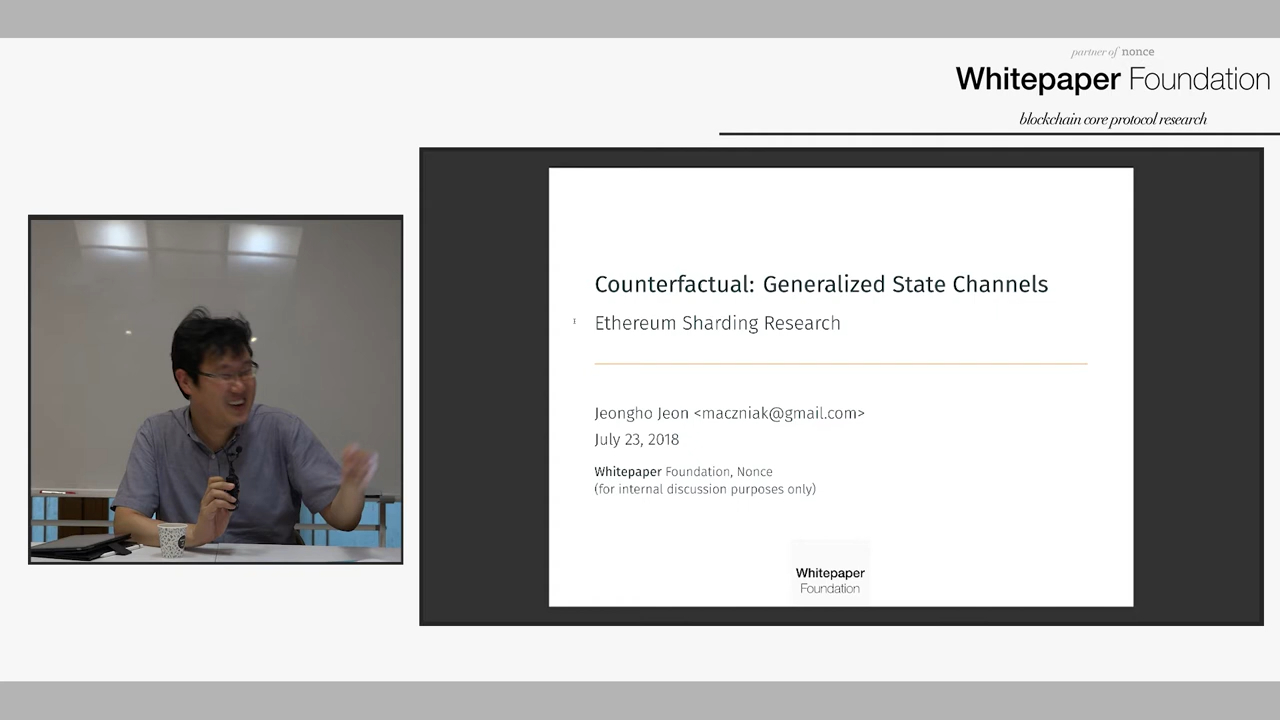 partner of nonce
Whitepaper Foundation
blockchain core protocol research
Counterfactual: Generalized State Channels
Ethereum Sharding Research
Jeongho Jeon <maczniak@gmail.com>
July 23, 2018
Whitepaper Foundation, Nonce
(for internal discussion purposes only)
Whitepaper
Foundation